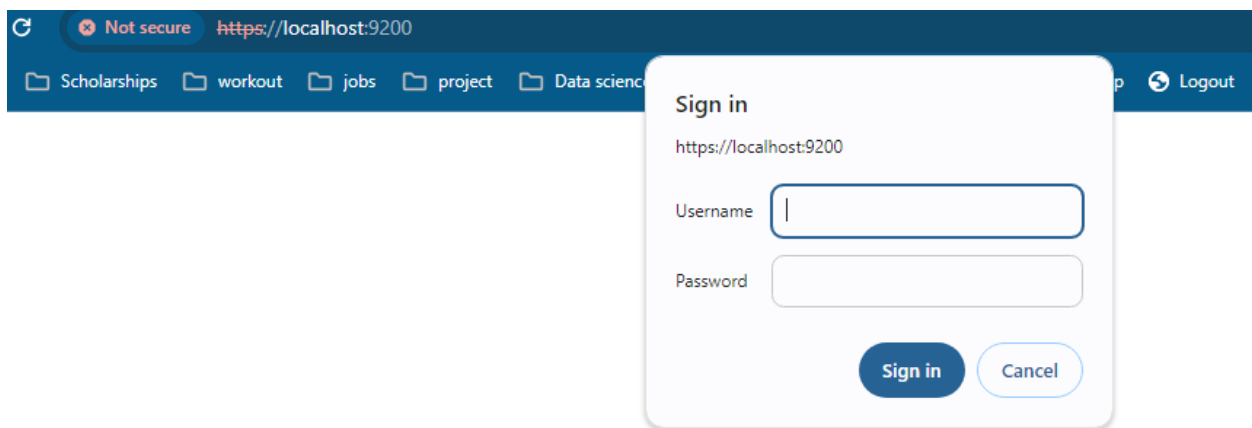 Not secure https://localhost:9200
Scholarships workout jobs project Data science p Logout
Sign in
https://localhost:9200
Username
Password
Sign in Cancel